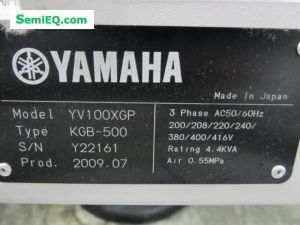 SemiEQ.com
YAMAHA
Made In Japan
Model YV100XGP
Type KGB-500
S/N Y22161
Prod. 2009.07
3 Phase AC50/60Hz
200/208/220/240/
380/400/416V
Rating 4.4KVA
Air 0.55MPa